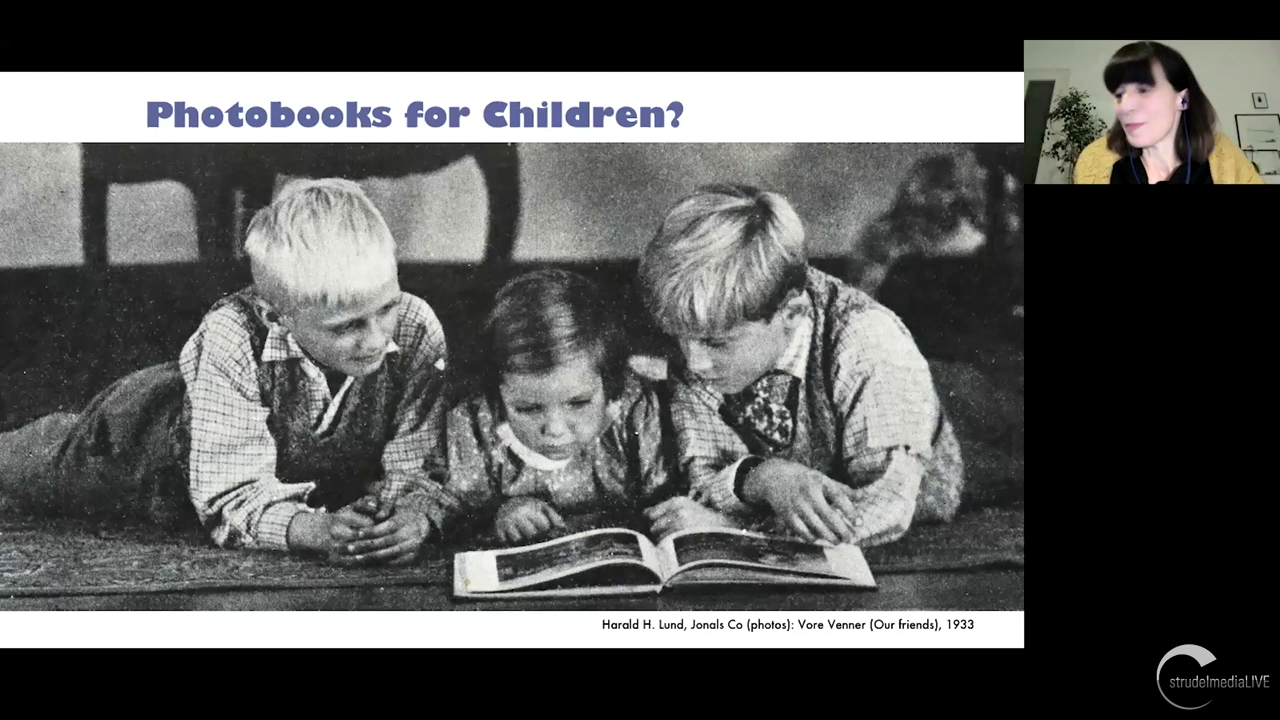 Photobooks for Children?
Harald H. Lund, Jonals Co (photos): Vore Venner (Our friends), 1933
strudelmediaLIVE